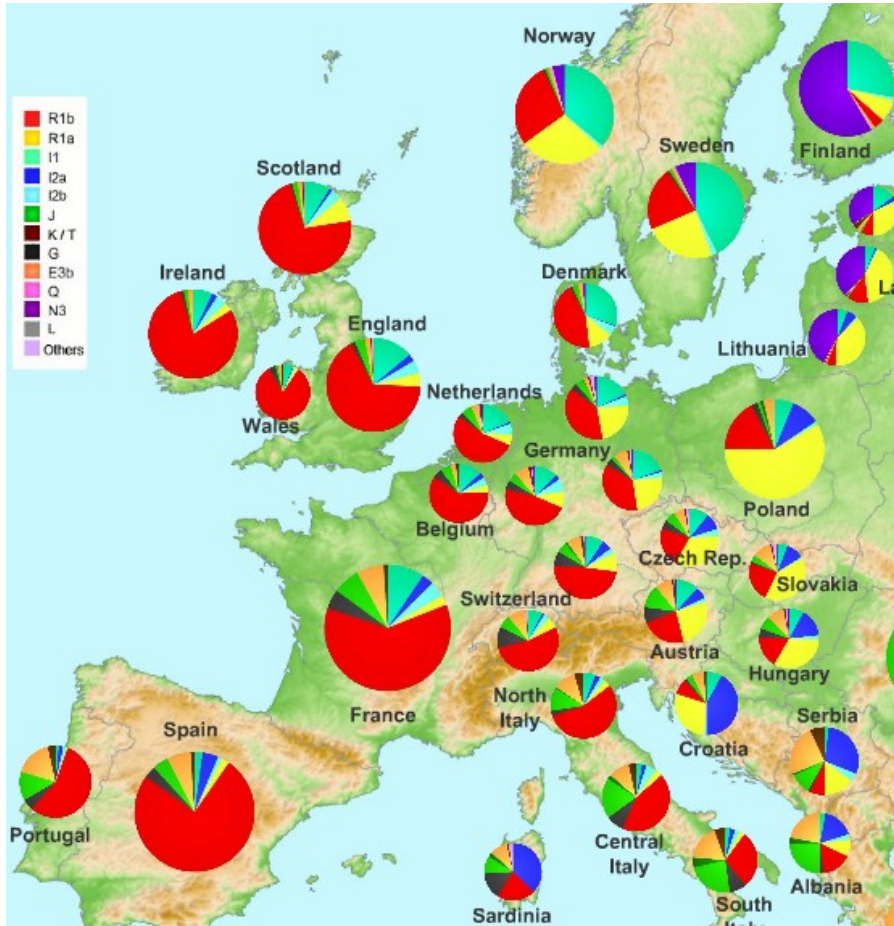 Norway
Finland
Sweden
R1b
R1a
I1
I2a
I2b
J
K / T
G
E3b
Q
N3
L
Others
Scotland
Ireland
England
Denmark
La
Lithuania
Wales
Netherlands
Germany
Poland
Belgium
Czech Rep.
Slovakia
Switzerland
Austria
Hungary
France
North
Italy
Croatia
Serbia
Spain
Portugal
Central
Italy
Albania
Sardinia
South
Italy